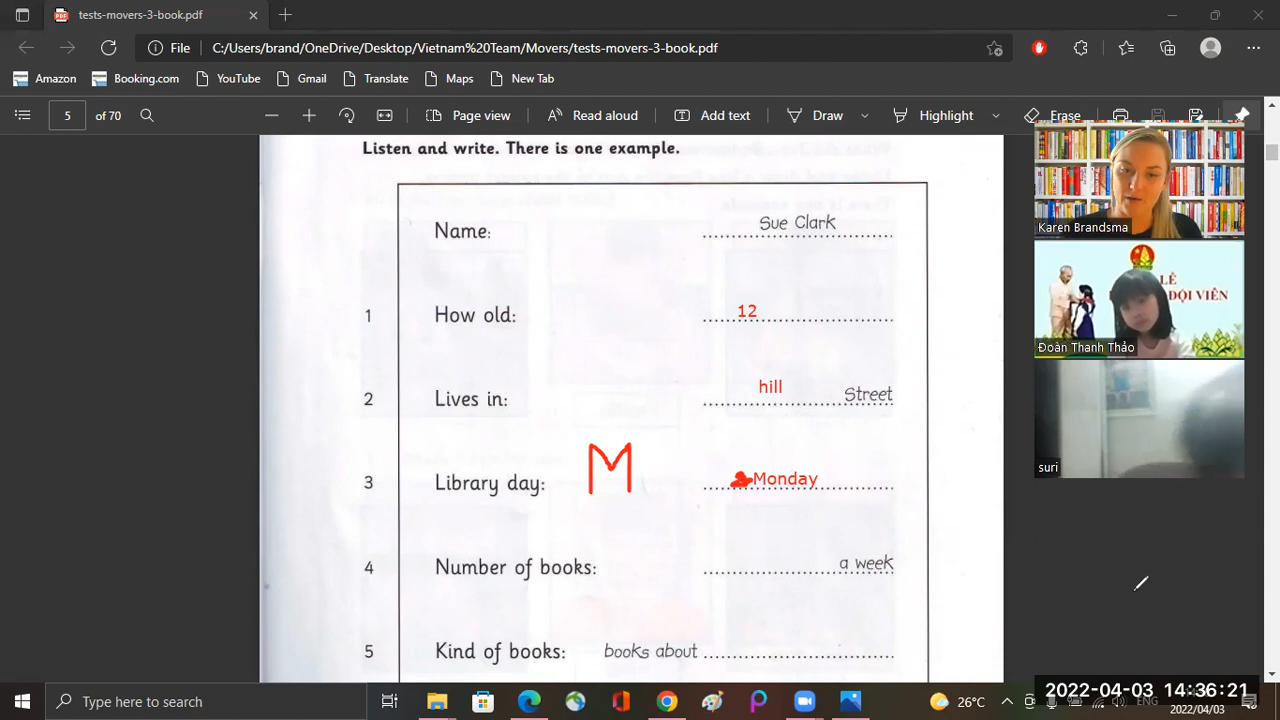 tests-movers-3-book.pdf
File C:/Users/brand/OneDrive/Desktop/Vietnam%20Team/Movers/tests-movers-3-book.pdf
Amazon Booking.com YouTube Gmail Translate Maps New Tab
5 of 70 Page view Read aloud Add text Draw Highlight Erase
Listen and write. There is one example.
Name: Sue Clark
1 How old: 12
2 Lives in: hill Street
3 Library day: M Monday
4 Number of books: a week
5 Kind of books: books about
Karen Brandsma
LỄ
ĐỘI VIÊN
Đoàn Thanh Thảo
suri
Type here to search
26°C
ENG
2022-04-03 14:36:21
2022/04/03